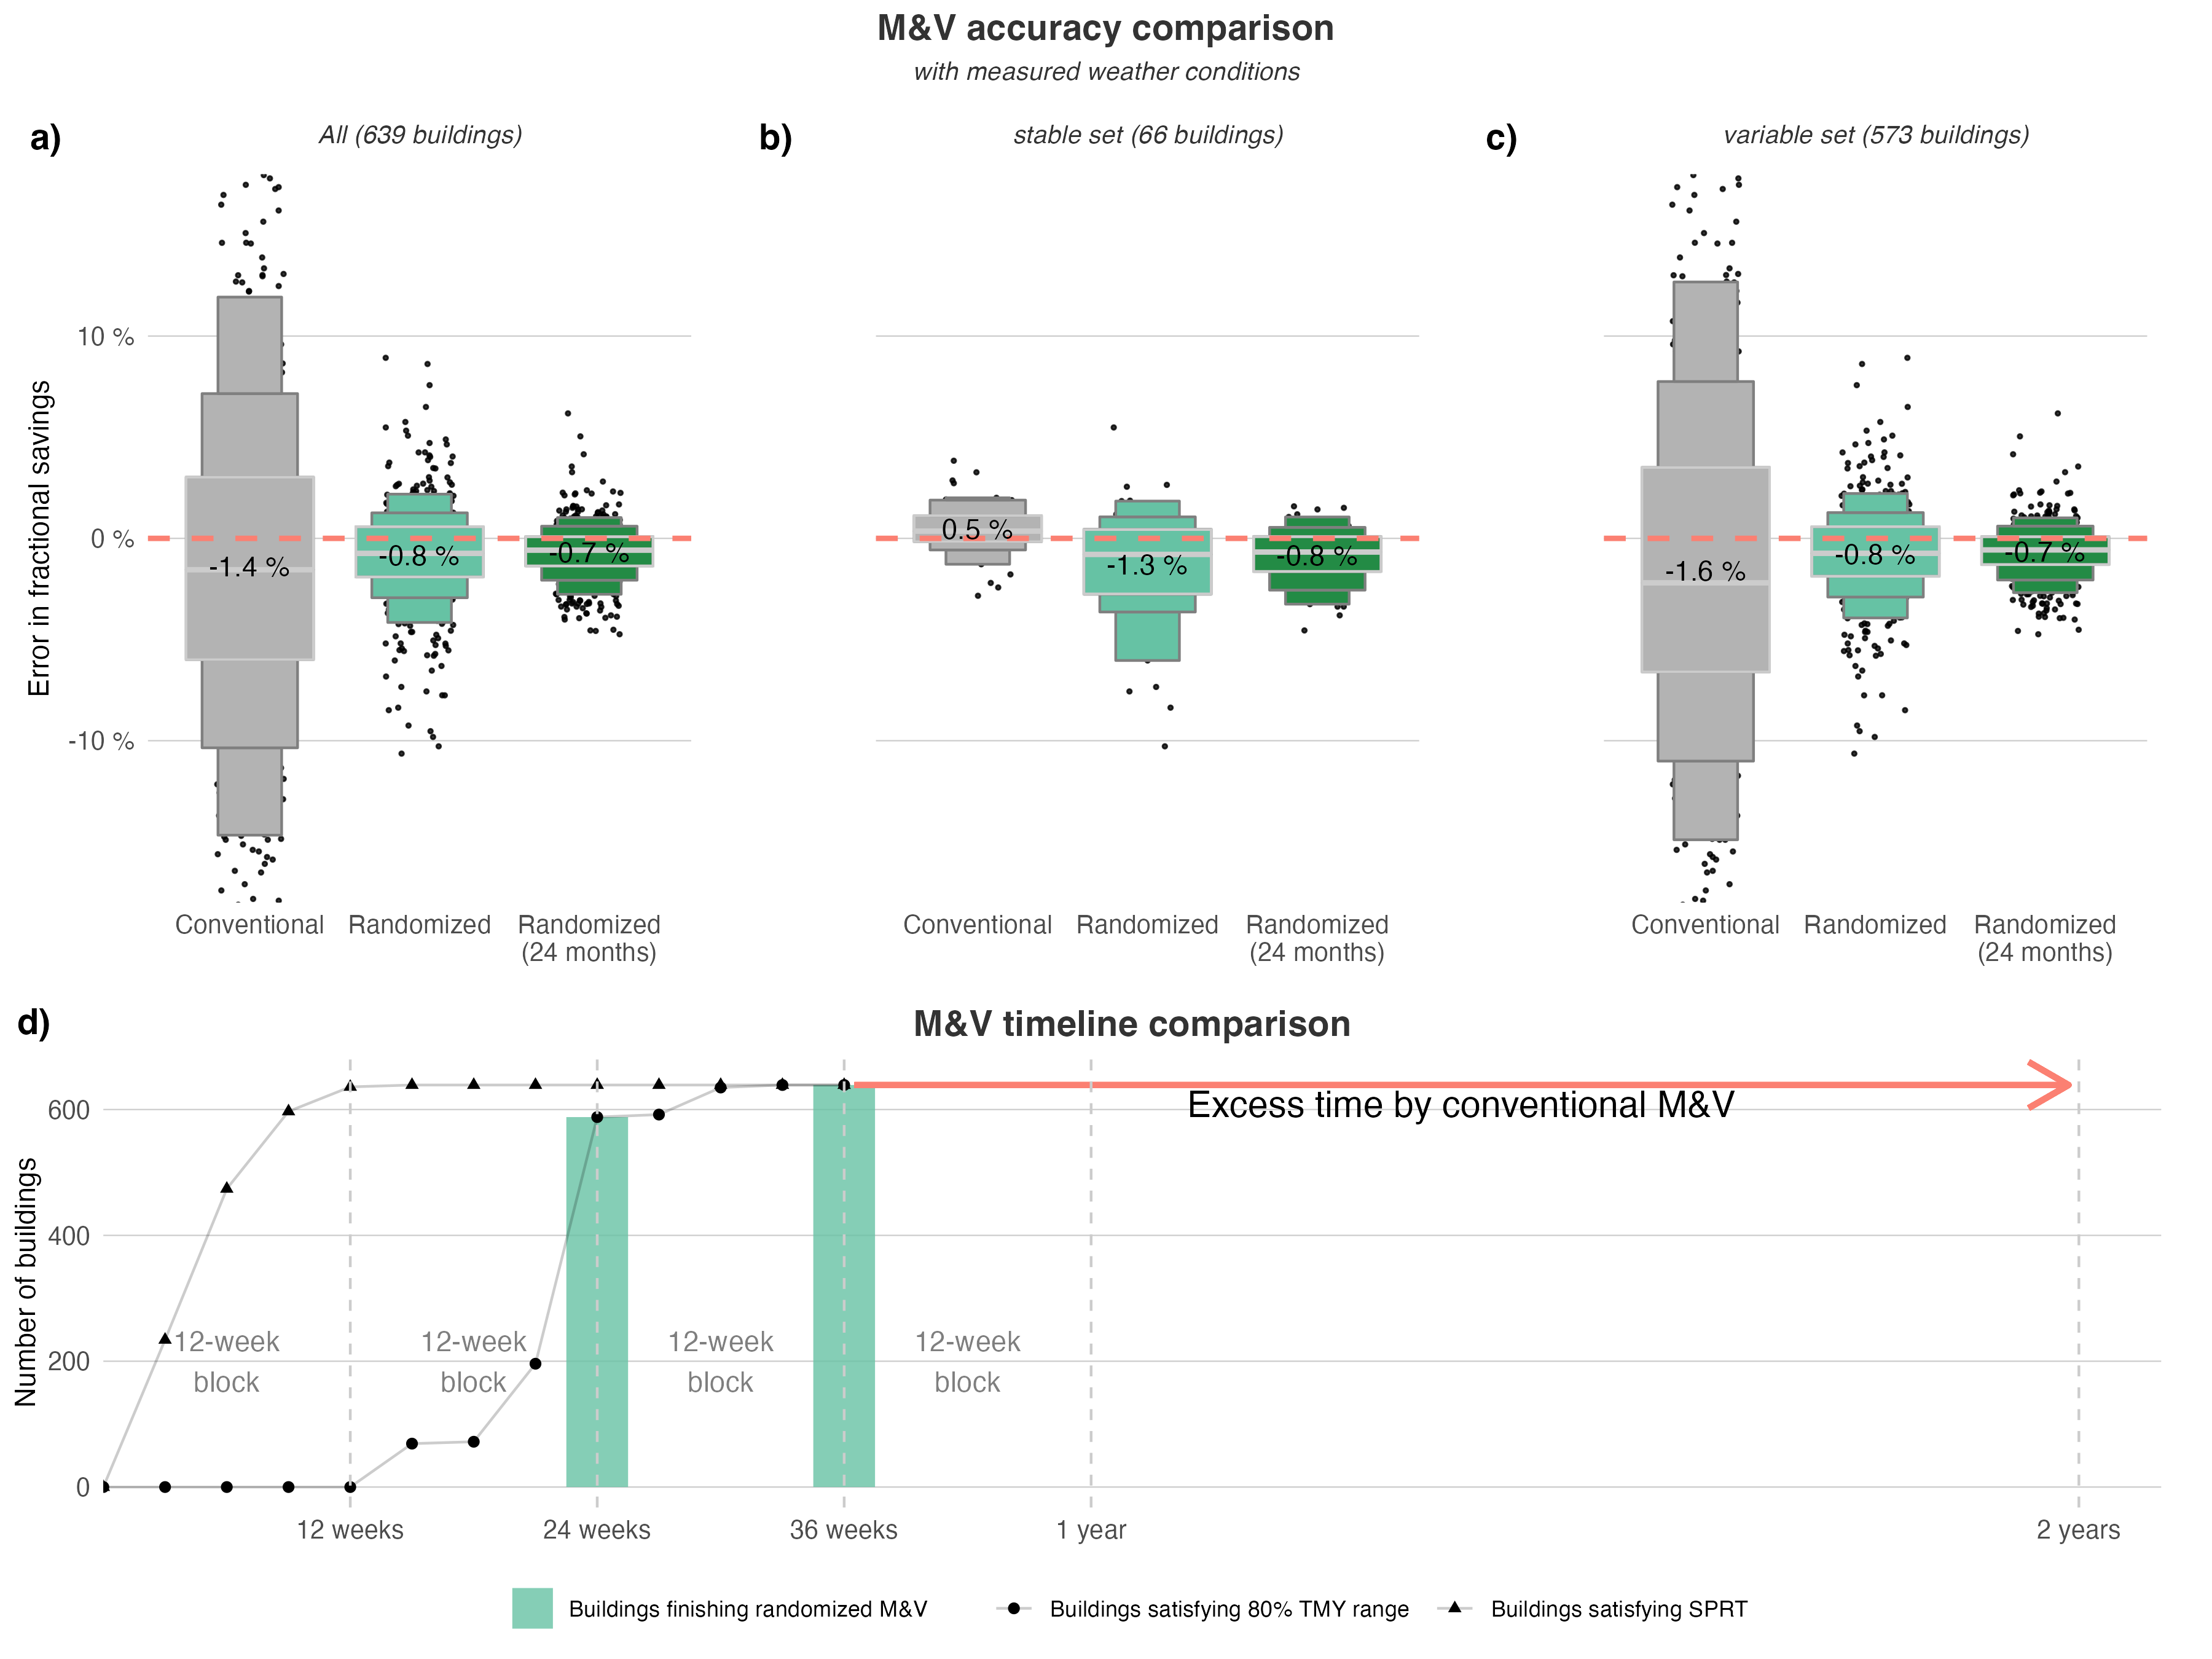 M&V accuracy comparison
with measured weather conditions
a)
All (639 buildings)
b)
stable set (66 buildings)
c)
variable set (573 buildings)
Error in fractional savings
10 %
0 %
-10 %
-1.4 %
-0.8 %
-0.7 %
0.5 %
-1.3 %
-0.8 %
-1.6 %
-0.8 %
-0.7 %
Conventional
Randomized
Randomized
(24 months)
Conventional
Randomized
Randomized
(24 months)
Conventional
Randomized
Randomized
(24 months)
d)
M&V timeline comparison
Number of buildings
600
400
200
0
Excess time by conventional M&V
12-week
block
12-week
block
12-week
block
12-week
block
12 weeks
24 weeks
36 weeks
1 year
2 years
Buildings finishing randomized M&V
Buildings satisfying 80% TMY range
Buildings satisfying SPRT